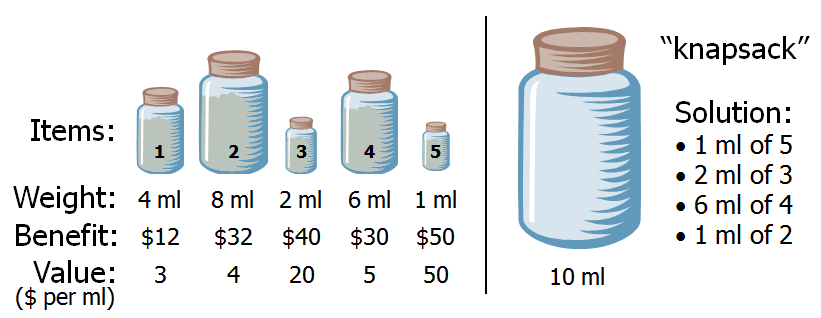 Items: 1 2 3 4 5
Weight: 4 ml 8 ml 2 ml 6 ml 1 ml
Benefit: $12 $32 $40 $30 $50
Value: 3 4 20 5 50
($ per ml)
10 ml
“knapsack”
Solution:
• 1 ml of 5
• 2 ml of 3
• 6 ml of 4
• 1 ml of 2